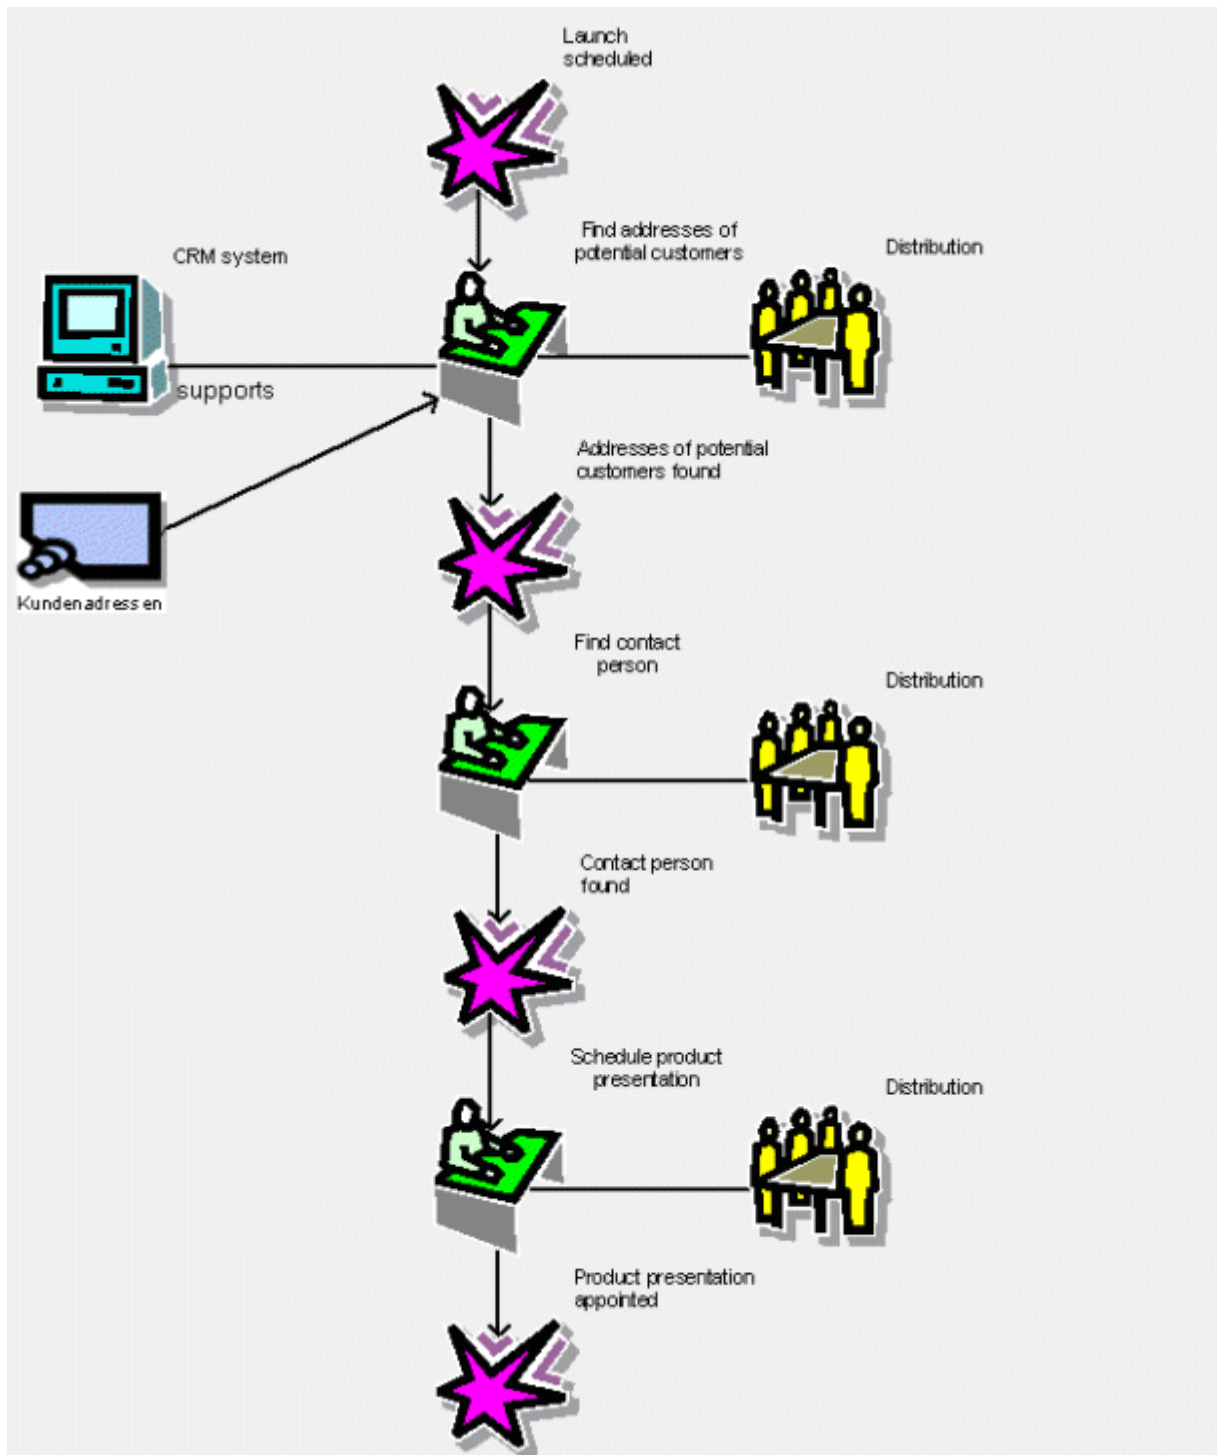 Launch
scheduled
Find addresses of
potential customers
Distribution
CRM system
supports
Addresses of potential
customers found
Kundenadressen
Find contact
person
Distribution
Contact person
found
Schedule product
presentation
Distribution
Product presentation
appointed